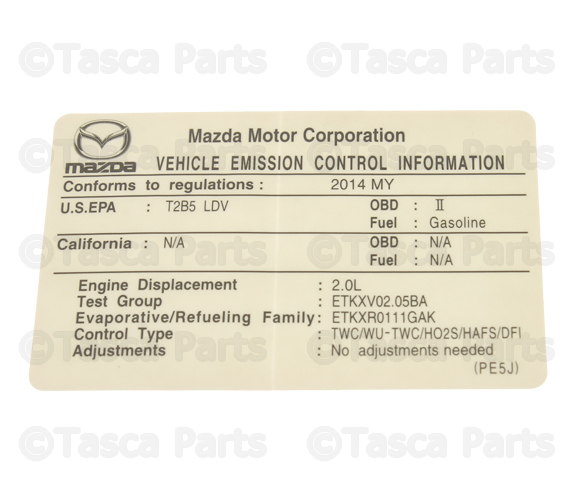 ©Tasca Parts ©Tasca Parts
Mazda Motor Corporation
mazda VEHICLE EMISSION CONTROL INFORMATION
Conforms to regulations : 2014 MY
U.S.EPA : T2B5 LDV OBD : II
Fuel : Gasoline
California : N/A OBD : N/A
Fuel : N/A
Engine Displacement : 2.0L
Test Group : ETKXV02.05BA
Evaporative/Refueling Family : ETKXR0111GAK
Control Type : TWC/WU-TWC/HO2S/HAFS/DFI
Adjustments : No adjustments needed
(PE5J)
©Tasca Parts ©Tasca Parts